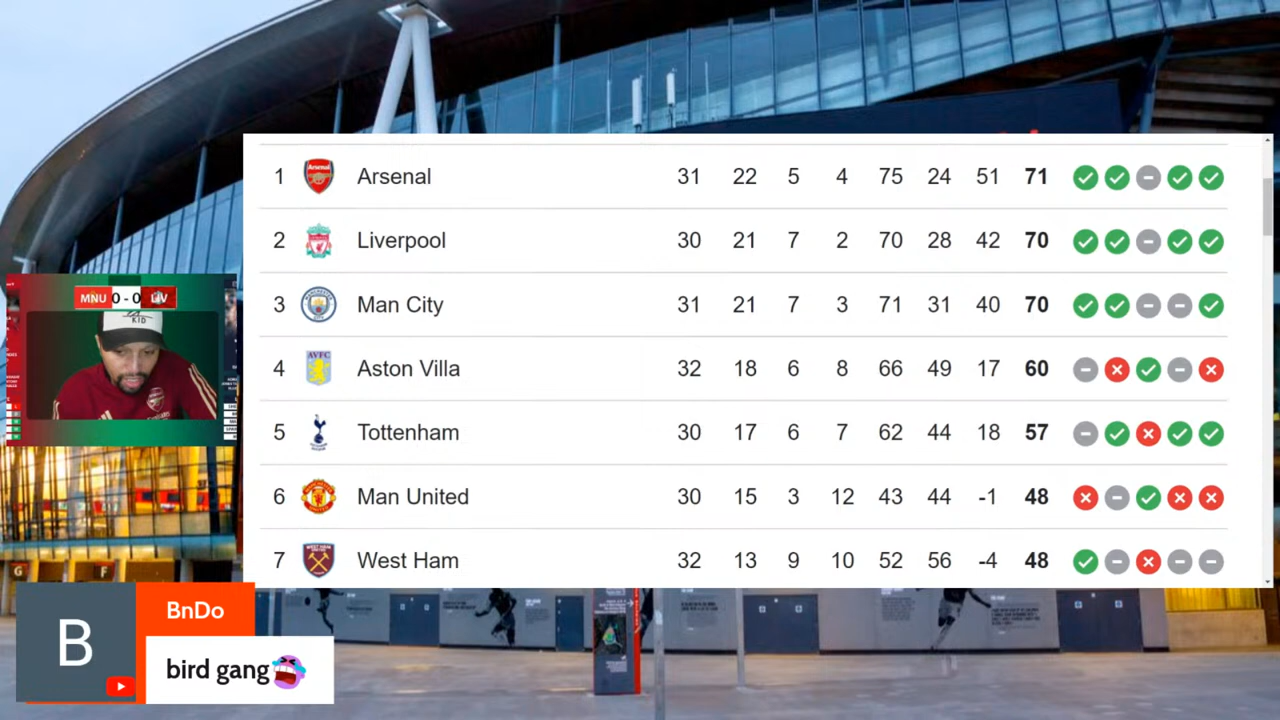 1 Arsenal 31 22 5 4 75 24 51 71
2 Liverpool 30 21 7 2 70 28 42 70
3 Man City 31 21 7 3 71 31 40 70
4 Aston Villa 32 18 6 8 66 49 17 60
5 Tottenham 30 17 6 7 62 44 18 57
6 Man United 30 15 3 12 43 44 -1 48
7 West Ham 32 13 9 10 52 56 -4 48
Arsenal
AVFC
MNU 0 - 0 LIV
KID
G F
B
BnDo
bird gang